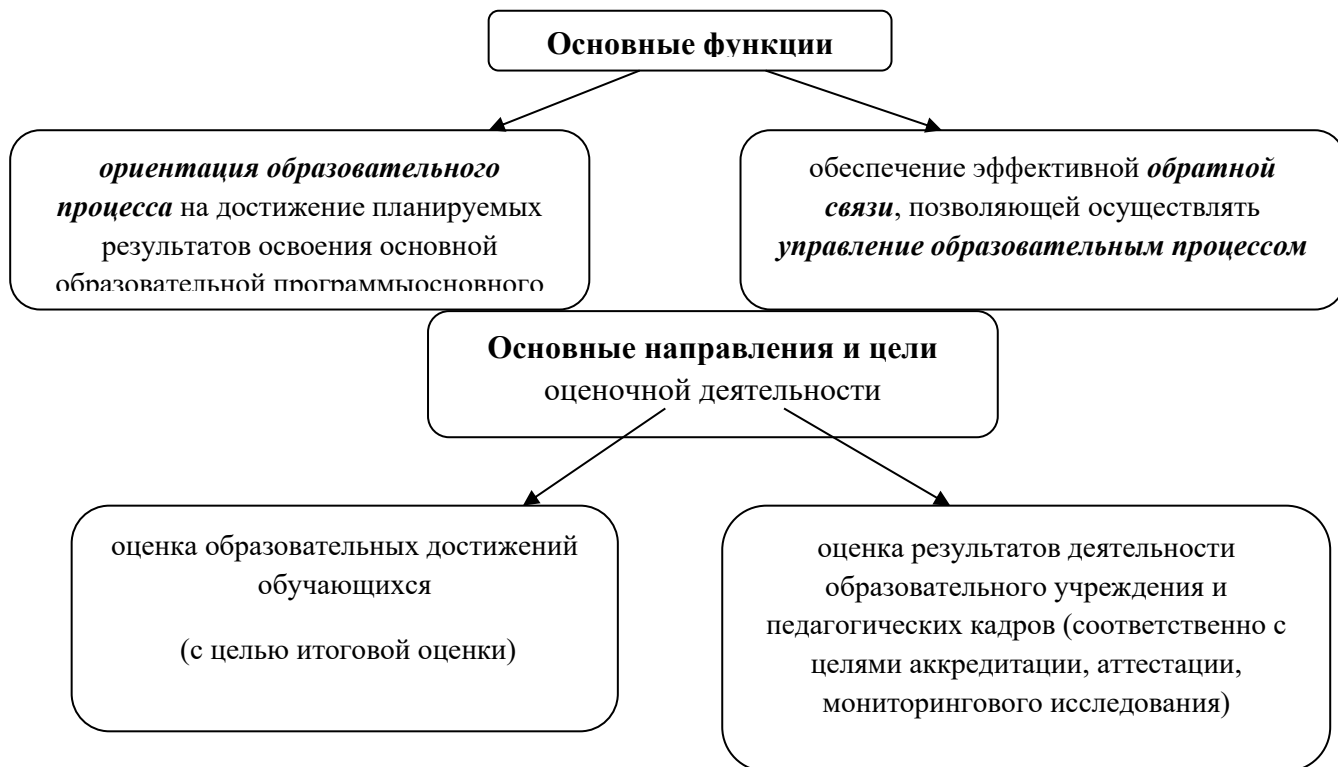 Основные функции
ориентация образовательного
процесса на достижение планируемых
результатов освоения основной
образовательной программыосновного
обеспечение эффективной обратной
связи, позволяющей осуществлять
управление образовательным процессом
Основные направления и цели
оценочной деятельности
оценка образовательных достижений
обучающихся
(с целью итоговой оценки)
оценка результатов деятельности
образовательного учреждения и
педагогических кадров (соответственно с
целями аккредитации, аттестации,
мониторингового исследования)